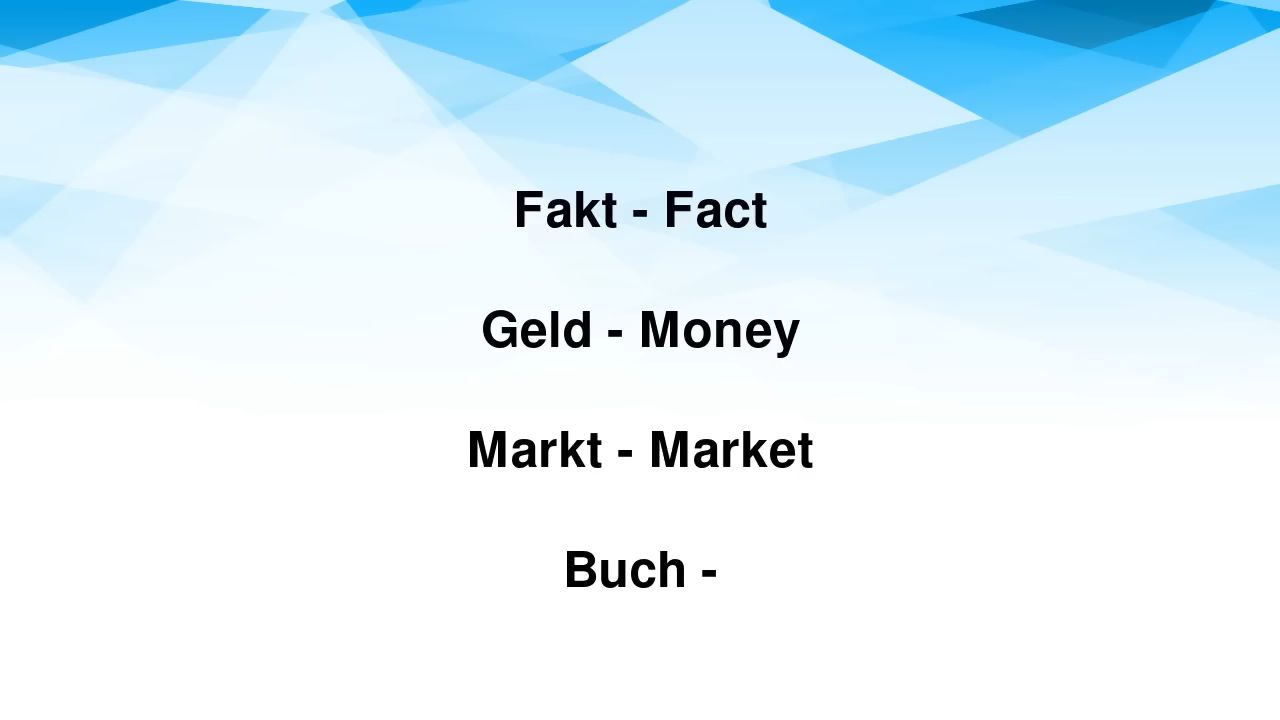 Fakt - Fact
Geld - Money
Markt - Market
Buch -